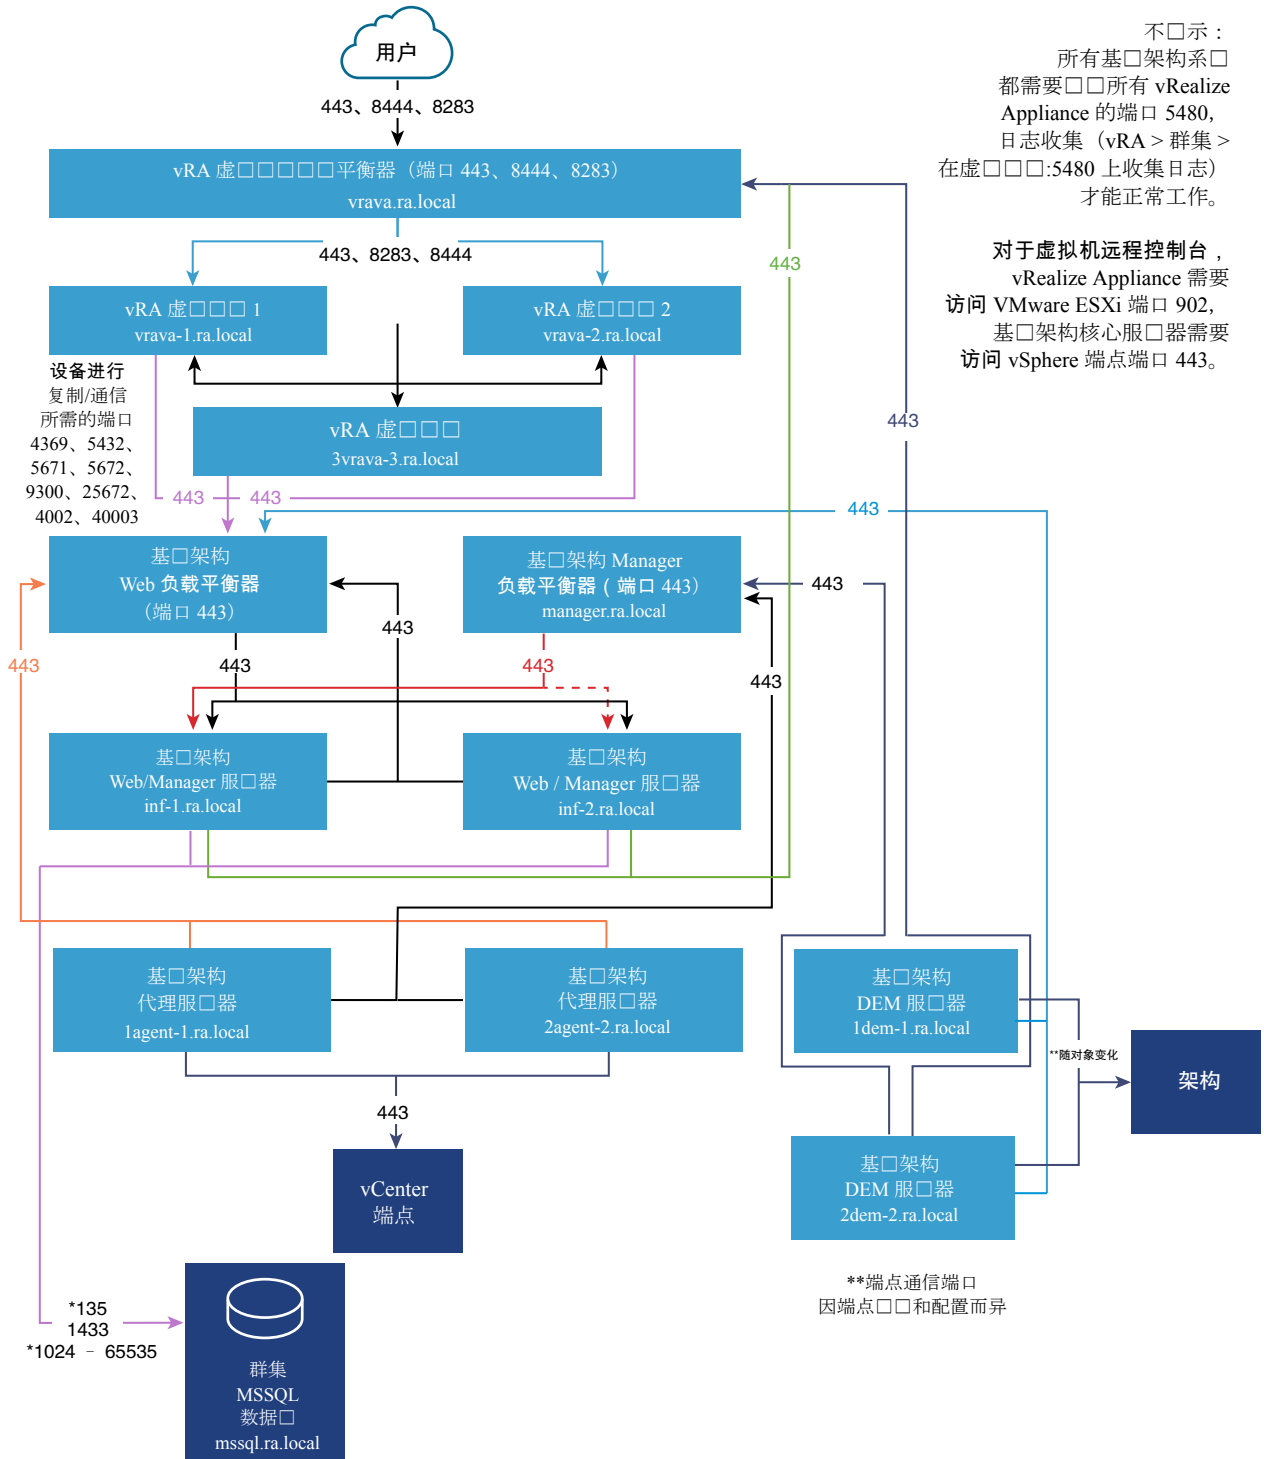 用户
443、8444、8283
vRA 虚□□□□□平衡器（端口 443、8444、8283）
vrava.ra.local
443、8283、8444
vRA 虚□□□ 1
vrava-1.ra.local
vRA 虚□□□ 2
vrava-2.ra.local
设备进行
复制/通信
所需的端口
4369、5432、
5671、5672、
9300、25672、
4002、40003
vRA 虚□□□
3vrava-3.ra.local
443
443
443
443
443
不□示：
所有基□架构系□
都需要□□所有 vRealize
Appliance 的端口 5480，
日志收集（vRA > 群集 >
在虚□□□:5480 上收集日志）
才能正常工作。
对于虚拟机远程控制台，
vRealize Appliance 需要
访问 VMware ESXi 端口 902，
基□架构核心服□器需要
访问 vSphere 端点端口 443。
基□架构
Web 负载平衡器
（端口 443）
基□架构 Manager
负载平衡器（端口 443）
manager.ra.local
443
443
443
443
443
443
基□架构
Web/Manager 服□器
inf-1.ra.local
基□架构
Web / Manager 服□器
inf-2.ra.local
基□架构
代理服□器
1agent-1.ra.local
基□架构
代理服□器
2agent-2.ra.local
基□架构
DEM 服□器
1dem-1.ra.local
**随对象变化
架构
443
vCenter
端点
基□架构
DEM 服□器
2dem-2.ra.local
**端点通信端口
因端点□□和配置而异
*135
1433
*1024 – 65535
群集
MSSQL
数据□
mssql.ra.local